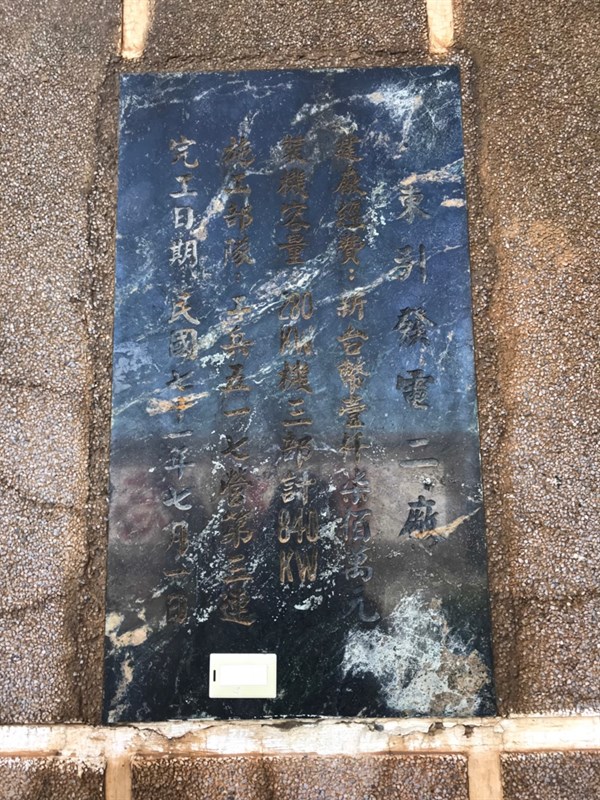 東引發電二廠
建廠經費：新台幣壹仟柒佰萬元
裝機容量 280KW機三部計840KW
施工部隊 工兵五一七營第三連
完工日期 民國七十一年七月一日